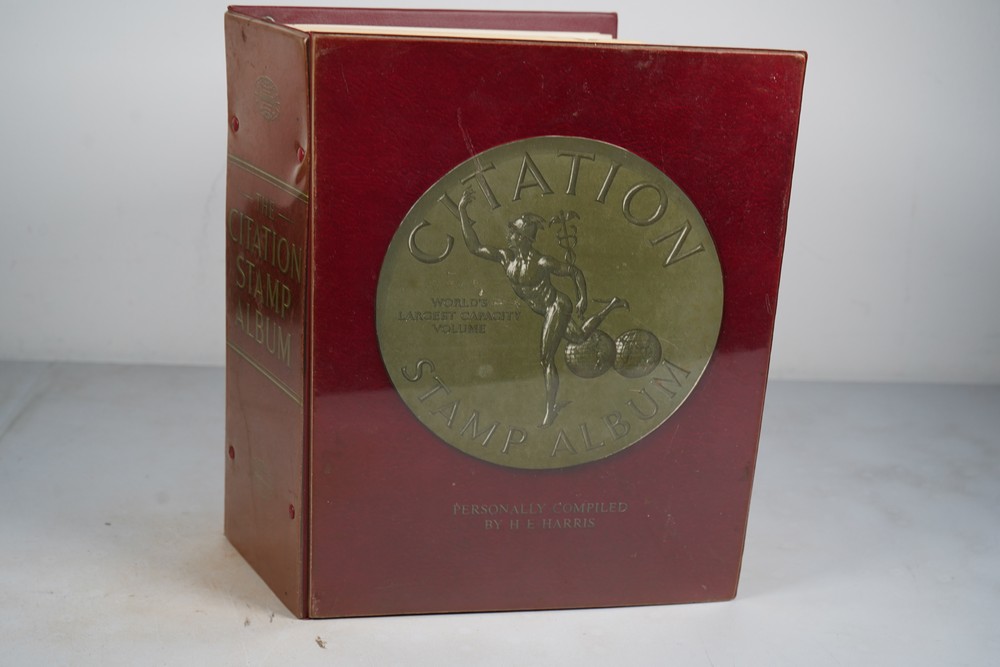 THE
CITATION
STAMP
ALBUM
CITATION
WORLD'S
LARGEST CAPACITY
VOLUME
STAMP ALBUM
PERSONALLY COMPILED
BY H E HARRIS